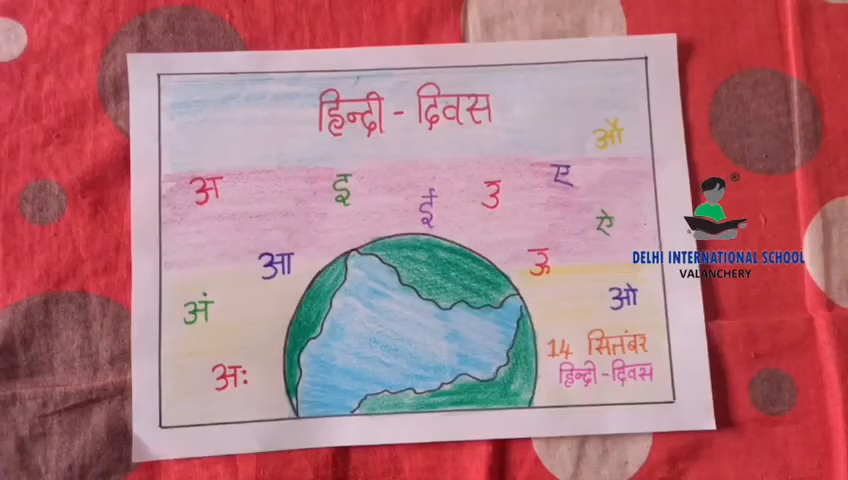 हिन्दी - दिवस
औ
अ
इ
ई
उ
ए
ऐ
आ
ऊ
अं
ओ
अः
14 सितंबर
हिन्दी - दिवस
®
DELHI INTERNATIONAL SCHOOL
VALANCHERY